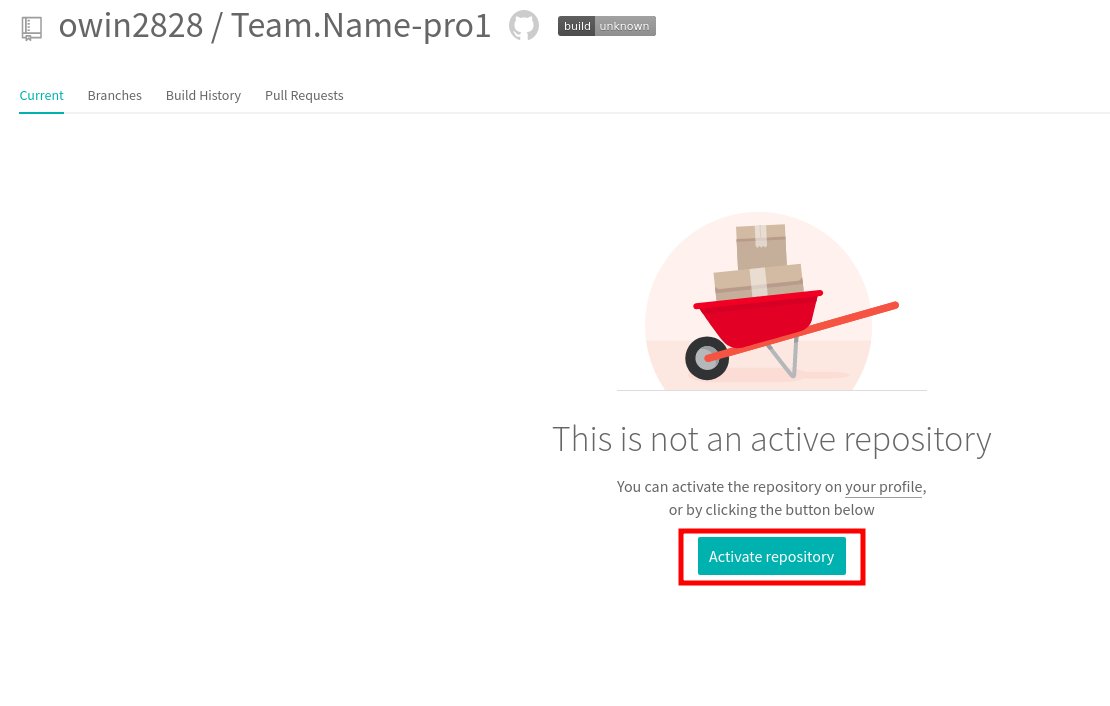 owin2828 / Team.Name-pro1
build unknown
Current Branches Build History Pull Requests
This is not an active repository
You can activate the repository on your profile,
or by clicking the button below
Activate repository